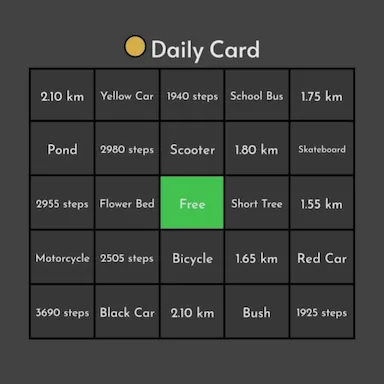 Daily Card
2.10 km Yellow Car 1940 steps School Bus 1.75 km
Pond 2980 steps Scooter 1.80 km Skateboard
2955 steps Flower Bed Free Short Tree 1.55 km
Motorcycle 2505 steps Bicycle 1.65 km Red Car
3690 steps Black Car 2.10 km Bush 1925 steps